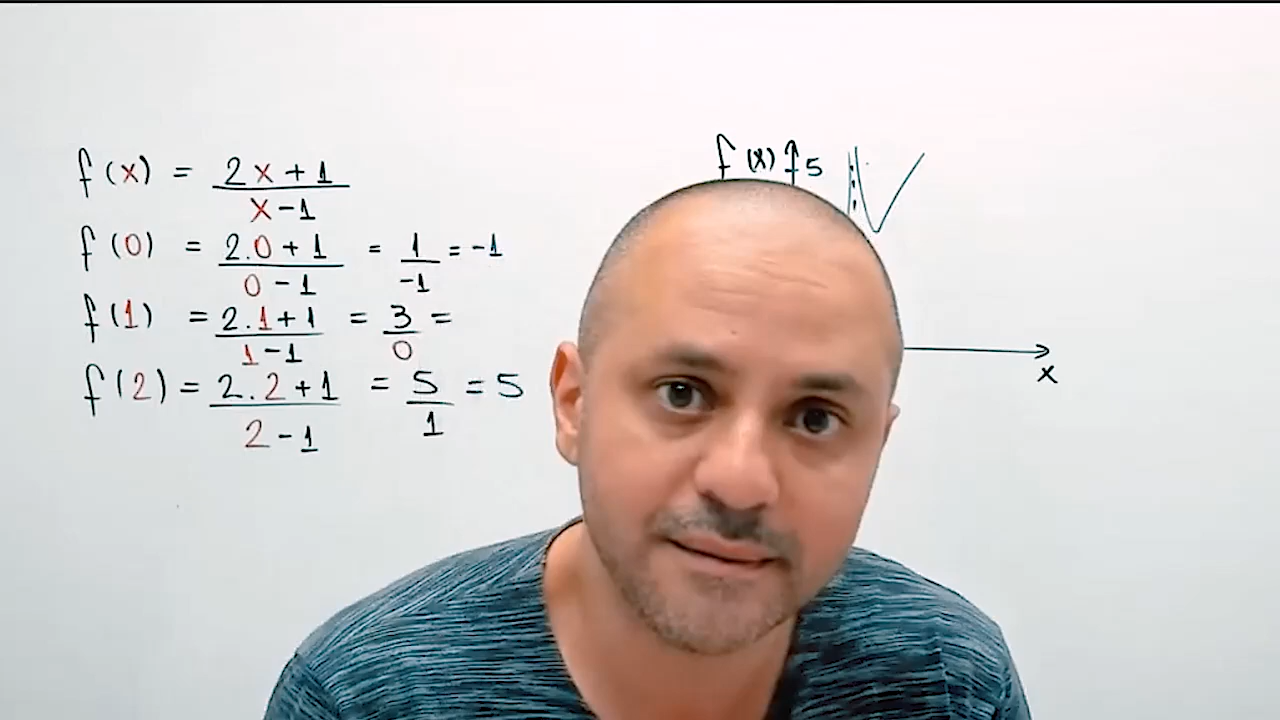 f(x) = (2x+1)/(x-1)
f(0) = (2.0+1)/(0-1) = 1/-1 = -1
f(1) = (2.1+1)/(1-1) = 3/0 =
f(2) = (2.2+1)/(2-1) = 5/1 = 5
f(x) 5
x